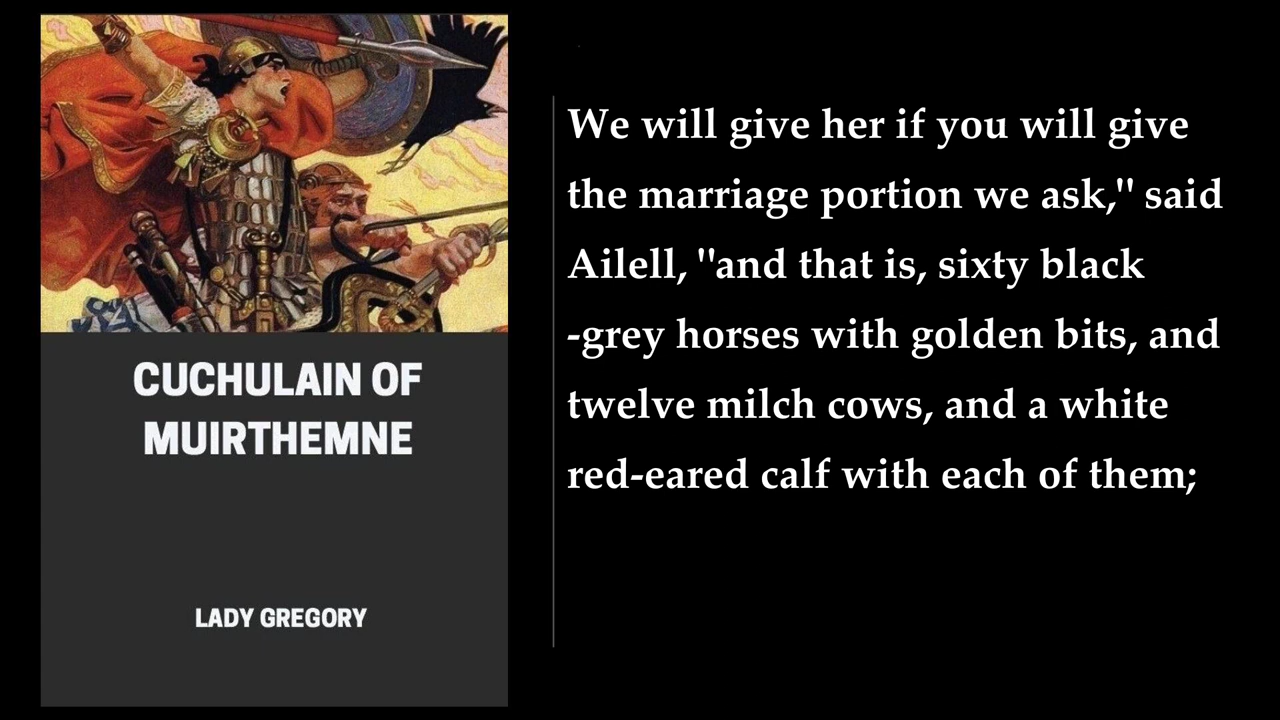 CUCHULAIN OF
MUIRTHEMNE
LADY GREGORY
We will give her if you will give
the marriage portion we ask," said
Ailell, "and that is, sixty black
-grey horses with golden bits, and
twelve milch cows, and a white
red-eared calf with each of them;